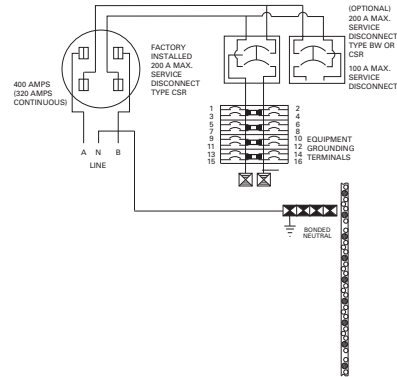 400 AMPS
(320 AMPS
CONTINUOUS)
A N B
LINE
FACTORY
INSTALLED
200 A MAX.
SERVICE
DISCONNECT
TYPE CSR
(OPTIONAL)
200 A MAX.
SERVICE
DISCONNECT
TYPE BW OR
CSR
100 A MAX.
SERVICE
DISCONNECT
1 2
3 4
5 6
7 8
9 10
11 12
13 14
15 16
EQUIPMENT
GROUNDING
TERMINALS
BONDED
NEUTRAL